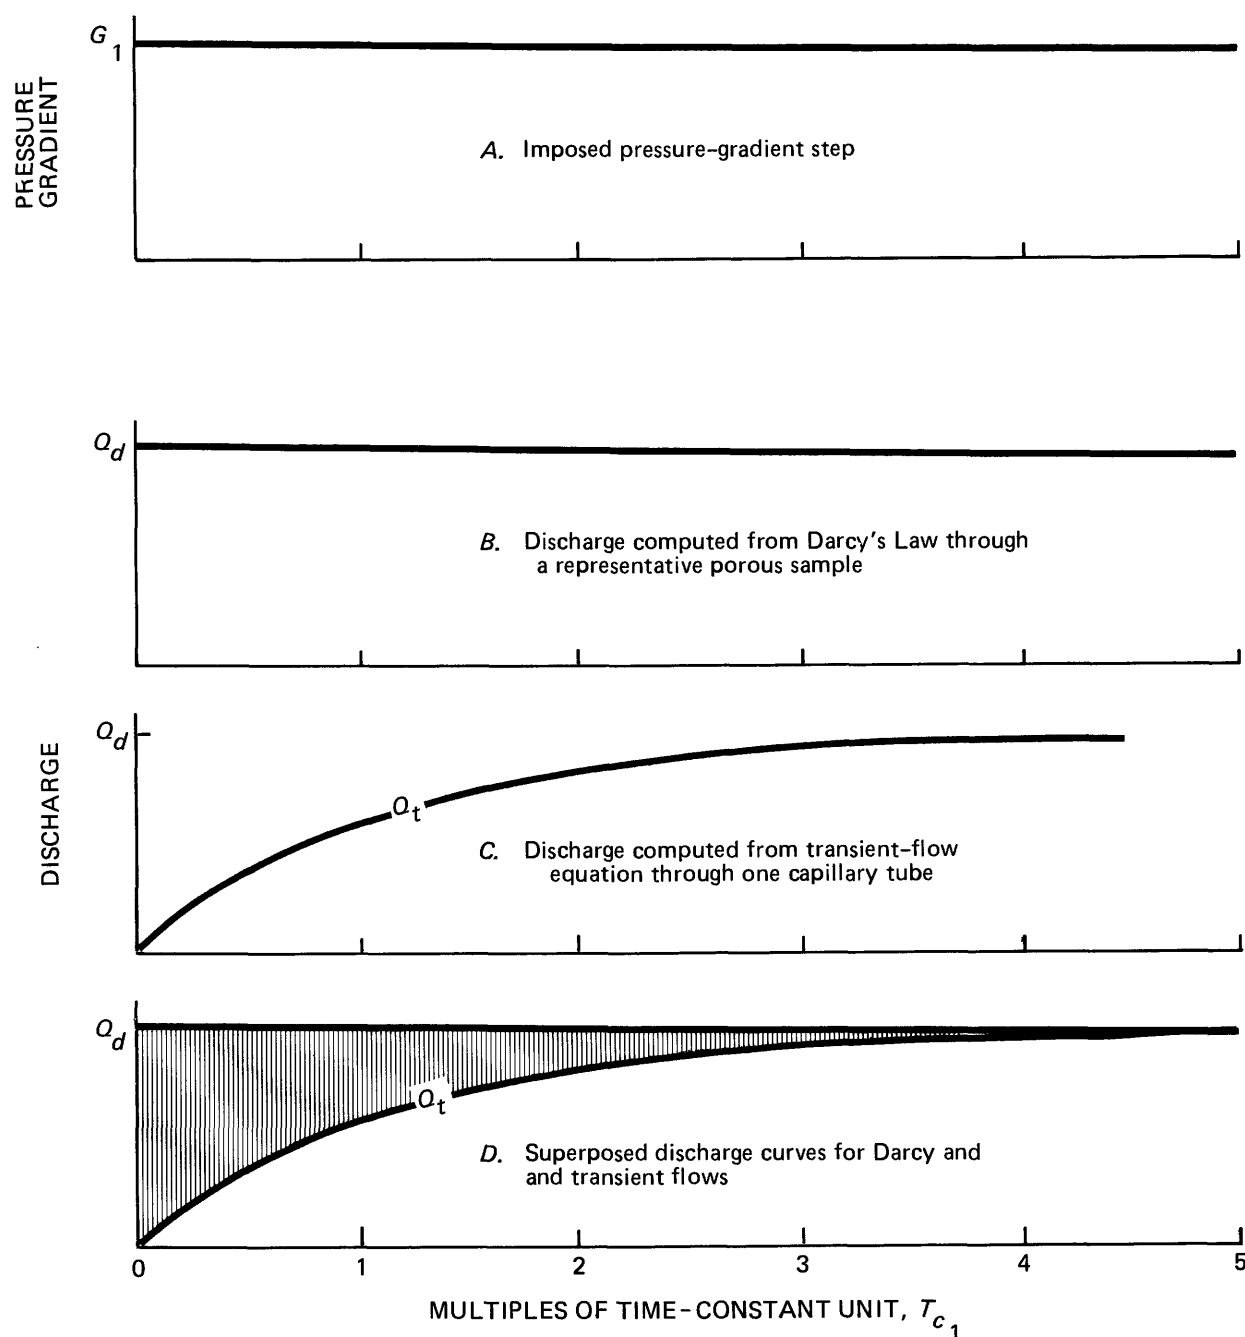 G1
PRESSURE
GRADIENT
A. Imposed pressure-gradient step
Qd
B. Discharge computed from Darcy's Law through
a representative porous sample
Qd
DISCHARGE
Qt
C. Discharge computed from transient-flow
equation through one capillary tube
Qd
Qt
D. Superposed discharge curves for Darcy and
and transient flows
0 1 2 3 4 5
MULTIPLES OF TIME-CONSTANT UNIT, Tc1